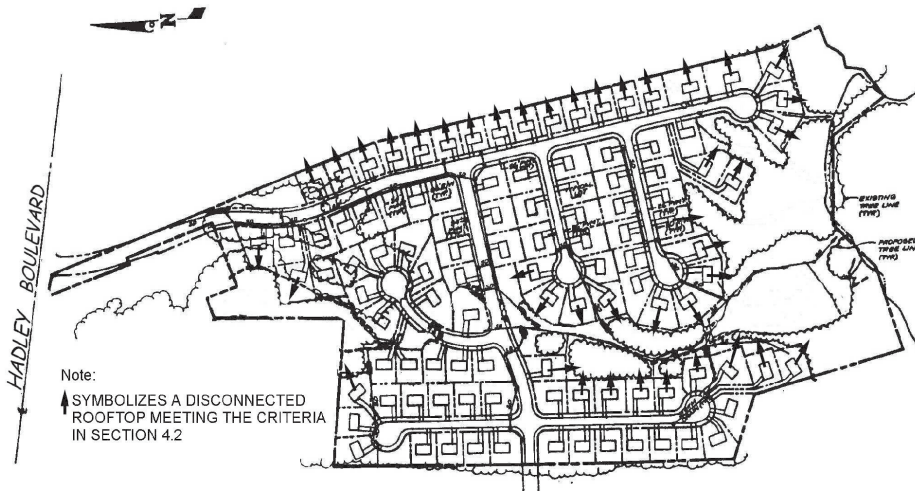 N
HADLEY BOULEVARD
Note:
SYMBOLIZES A DISCONNECTED
ROOFTOP MEETING THE CRITERIA
IN SECTION 4.2
EXISTING
TREE LINE
(TYP.)
PROPOSED
TREE LINE
(TYP.)